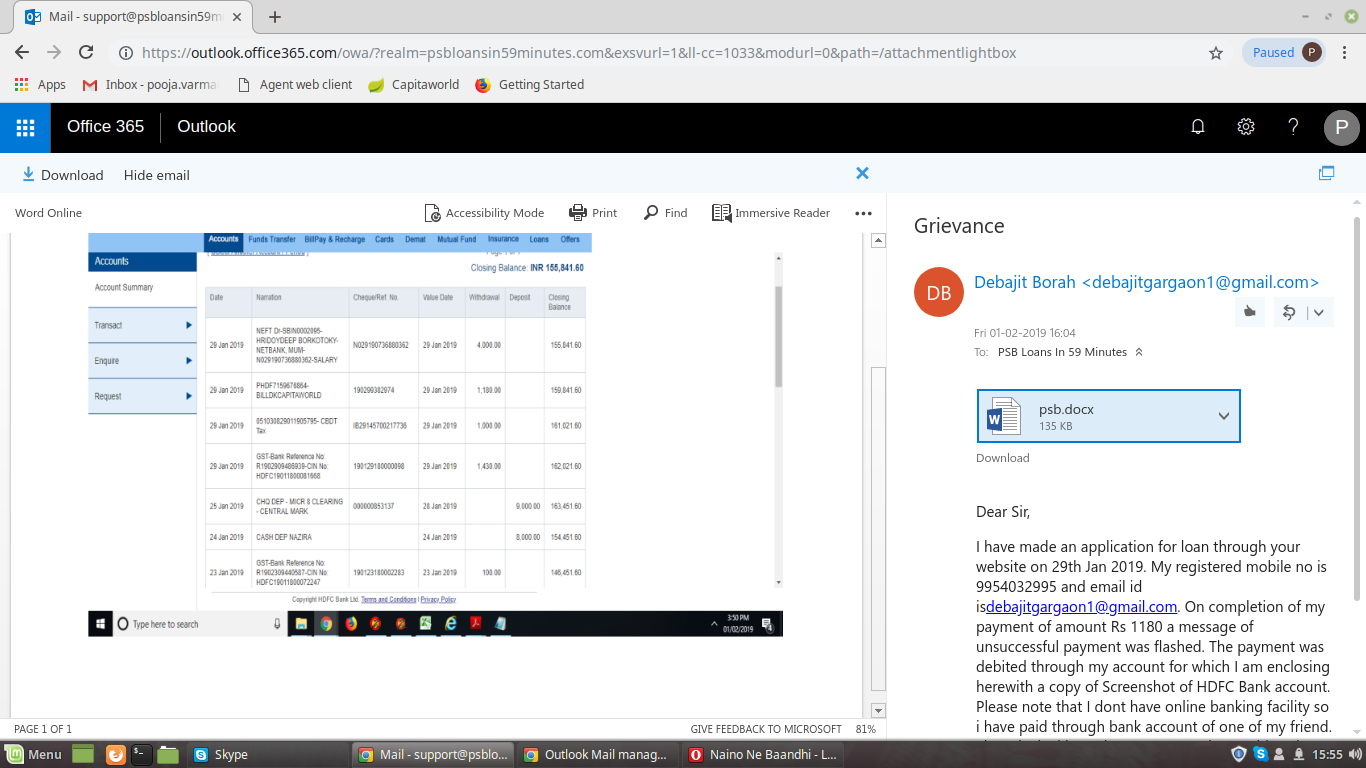 Mail - support@psbloansin59m
https://outlook.office365.com/owa/?realm=psbloansin59minutes.com&exsvurl=1&ll-cc=1033&modurl=0&path=/attachmentlightbox
Paused P
Apps Inbox - pooja.varma Agent web client Capitaworld Getting Started
Office 365 Outlook ? P
Download Hide email
Word Online Accessibility Mode Print Find Immersive Reader
Accounts Funds Transfer BillPay & Recharge Cards Demat Mutual Fund Insurance Loans Offers
Accounts
Account Summary
Transact
Enquire
Request
Closing Balance: INR 155,841.60
Date Narration Cheque/Ref. No. Value Date Withdrawal Deposit Closing Balance
29 Jan 2019 NEFT Dr-SBIN0002095-
HRIDOYDEEP BORKOTOKY-
NETBANK, MUM-
N029190736880362-SALARY N029190736880362 29 Jan 2019 4,000.00 155,841.60
29 Jan 2019 PHDF7159676864-
BILLDKCAPITAWORLD 190299382974 29 Jan 2019 1,180.00 159,841.60
29 Jan 2019 051030829011905795- CBDT
Tax IB29145700217736 29 Jan 2019 1,000.00 161,021.60
29 Jan 2019 GST-Bank Reference No:
R1902909486939-CIN No:
HDFC19011800081668 190129180000098 29 Jan 2019 1,430.00 162,021.60
25 Jan 2019 CHQ DEP - MICR 8 CLEARING
- CENTRAL MARK 000000853137 28 Jan 2019 9,000.00 163,451.60
24 Jan 2019 CASH DEP NAZIRA 24 Jan 2019 8,000.00 154,451.60
23 Jan 2019 GST-Bank Reference No:
R1902309440587-CIN No:
HDFC19011800072247 190123180002283 23 Jan 2019 100.00 146,451.60
Copyright HDFC Bank Ltd. Terms and Conditions | Privacy Policy
Type here to search
3:50 PM
01/02/2019
PAGE 1 OF 1 GIVE FEEDBACK TO MICROSOFT 81%
Grievance
DB
Debajit Borah <debajitgargaon1@gmail.com>
Fri 01-02-2019 16:04
To: PSB Loans In 59 Minutes
psb.docx
135 KB
Download
Dear Sir,
I have made an application for loan through your
website on 29th Jan 2019. My registered mobile no is
9954032995 and email id
isdebajitgargaon1@gmail.com. On completion of my
payment of amount Rs 1180 a message of
unsuccessful payment was flashed. The payment was
debited through my account for which I am enclosing
herewith a copy of Screenshot of HDFC Bank account.
Please note that I dont have online banking facility so
i have paid through bank account of one of my friend.
Menu Skype Mail - support@psblo... Outlook Mail manag... Naino Ne Baandhi - L... 15:55